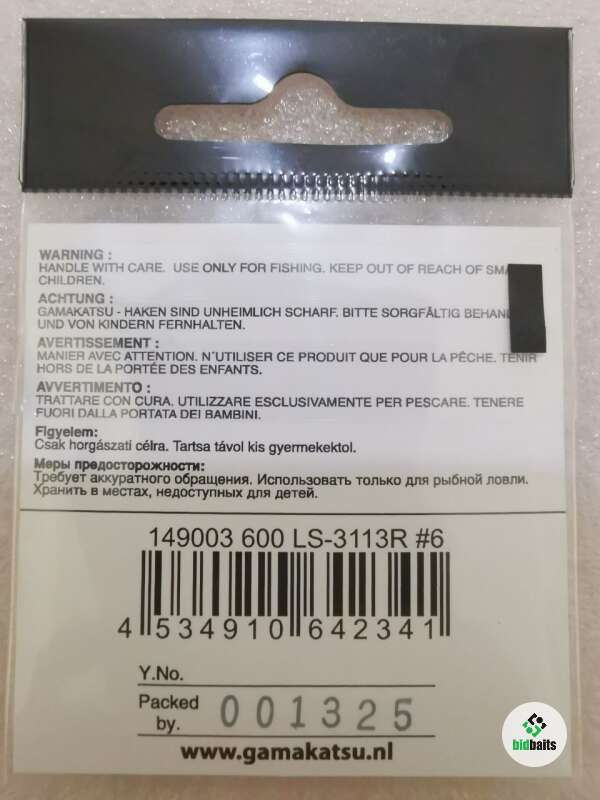 WARNING :
HANDLE WITH CARE. USE ONLY FOR FISHING. KEEP OUT OF REACH OF
CHILDREN.
ACHTUNG :
GAMAKATSU - HAKEN SIND UNHEIMLICH SCHARF. BITTE SORGFÄLTIG
UND VON KINDERN FERNHALTEN.
AVERTISSEMENT :
MANIER AVEC ATTENTION. N´UTILISER CE PRODUIT QUE POUR LA PÊCHE. TENIR
HORS DE LA PORTÉE DES ENFANTS.
AVVERTIMENTO :
TRATTARE CON CURA. UTILIZZARE ESCLUSIVAMENTE PER PESCARE. TENERE
FUORI DALLA PORTATA DEI BAMBINI.
Figyelem:
Csak horgászati célra. Tartsa távol kis gyermekektol.
Меры предосторожности:
Требует аккуратного обращения. Использовать только для рыбной ловли.
Хранить в местах, недоступных для детей.
149003 600 LS-3113R #6
4 534910 642341
Y.No.
Packed by. 001325
www.gamakatsu.nl
bidbaits